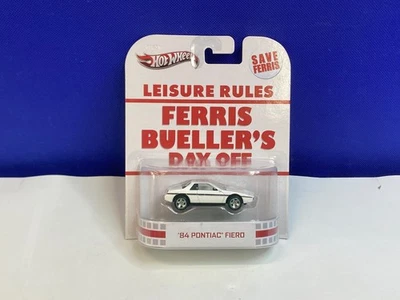 Hot Wheels
SAVE
FERRIS
LEISURE RULES
FERRIS
BUELLER'S
DAY OFF
'84 PONTIAC® FIERO